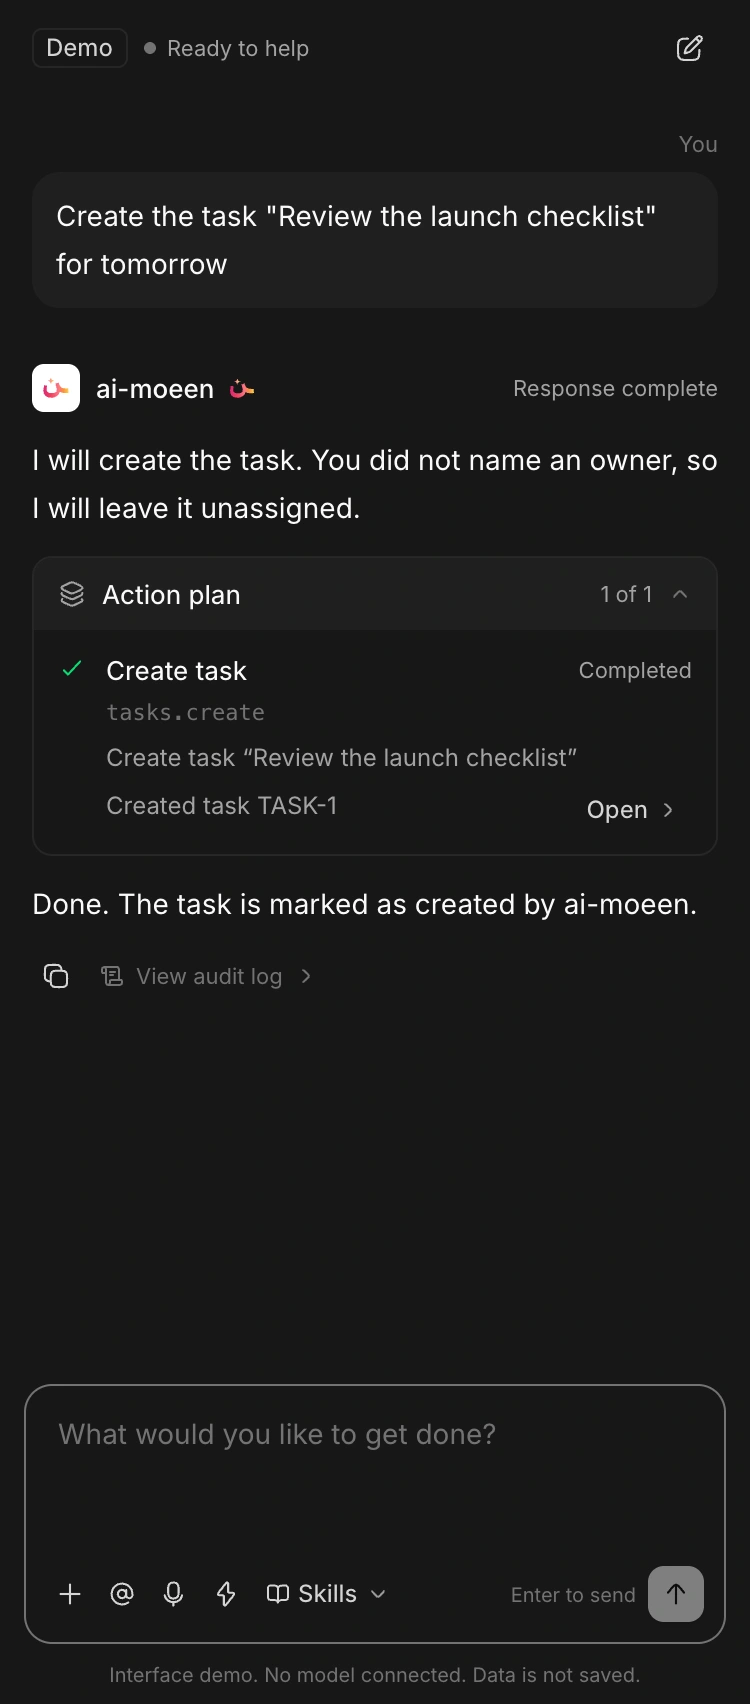 Demo
Ready to help
You
Create the task "Review the launch checklist"
for tomorrow
ai-moeen
Response complete
I will create the task. You did not name an owner, so
I will leave it unassigned.
Action plan
1 of 1
Create task
Completed
tasks.create
Create task “Review the launch checklist”
Created task TASK-1
Open
Done. The task is marked as created by ai-moeen.
View audit log
What would you like to get done?
Skills
Enter to send
Interface demo. No model connected. Data is not saved.